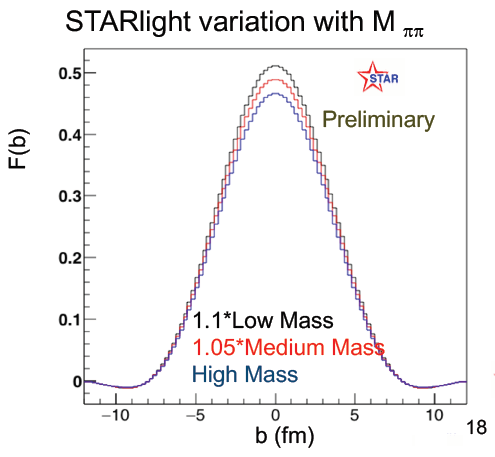 STARlight variation with M ππ
STAR
Preliminary
F(b)
0.5
0.4
0.3
0.2
0.1
0
1.1*Low Mass
1.05*Medium Mass
High Mass
−10 −5 0 5 10
b (fm)
18